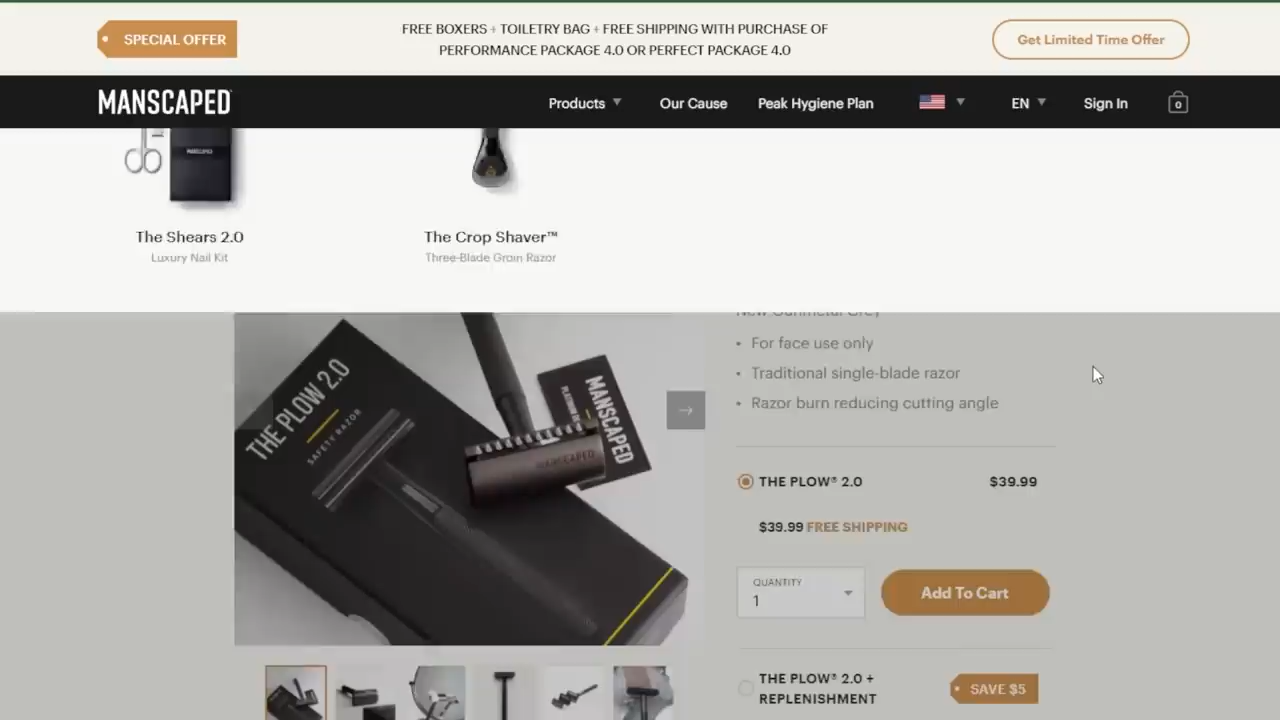 SPECIAL OFFER
FREE BOXERS + TOILETRY BAG + FREE SHIPPING WITH PURCHASE OF
PERFORMANCE PACKAGE 4.0 OR PERFECT PACKAGE 4.0
Get Limited Time Offer
MANSCAPED
Products
Our Cause
Peak Hygiene Plan
EN
Sign In
0
MANSCAPED
The Shears 2.0
Luxury Nail Kit
The Crop Shaver™
Three-Blade Groin Razor
New Gunmetal Grey
• For face use only
• Traditional single-blade razor
• Razor burn reducing cutting angle
THE PLOW 2.0
SAFETY RAZOR
MANSCAPED
MANSCAPED
THE PLOW® 2.0
$39.99
$39.99 FREE SHIPPING
QUANTITY
1
Add To Cart
THE PLOW® 2.0 +
REPLENISHMENT
SAVE $5